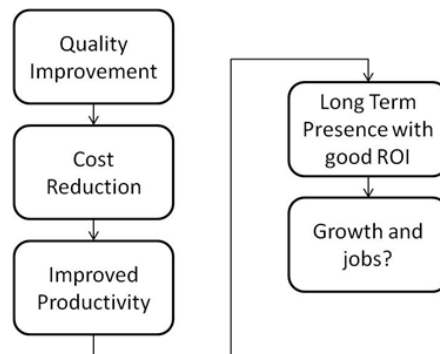 Quality
Improvement
Cost
Reduction
Improved
Productivity
Long Term
Presence with
good ROI
Growth and
jobs?